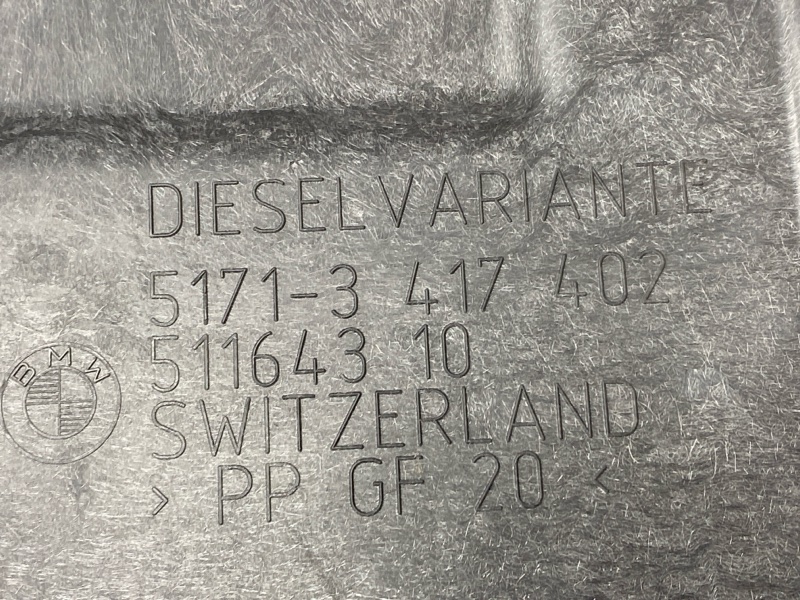 DIESELVARIANTE
5171-3 417 402
511643 10
BMW
SWITZERLAND
> PP GF 20 <